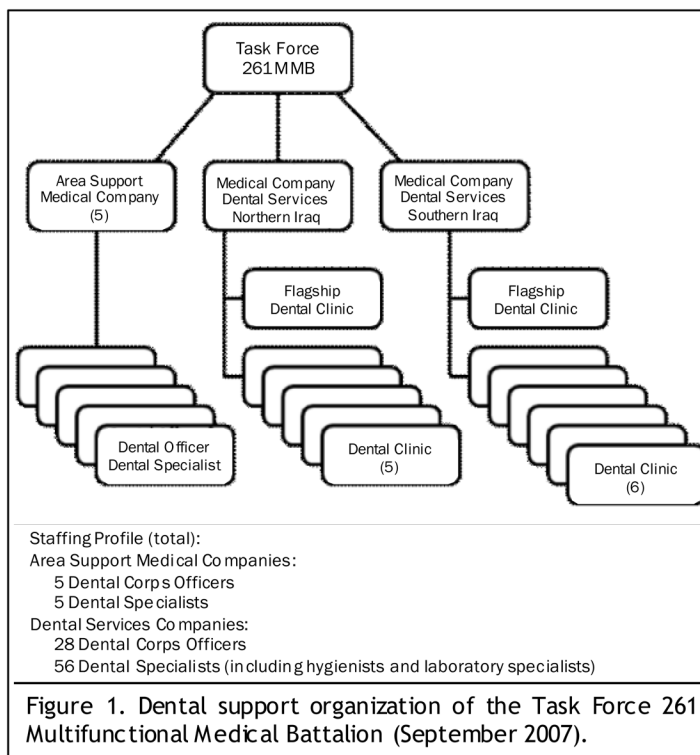 Task Force
261MMB
Area Support
Medical Company
(5)
Medical Company
Dental Services
Northern Iraq
Medical Company
Dental Services
Southern Iraq
Flagship
Dental Clinic
Flagship
Dental Clinic
Dental Officer
Dental Specialist
Dental Clinic
(5)
Dental Clinic
(6)
Staffing Profile (total):
Area Support Medical Companies:
5 Dental Corps Officers
5 Dental Specialists
Dental Services Companies:
28 Dental Corps Officers
56 Dental Specialists (including hygienists and laboratory specialists)
Figure 1. Dental support organization of the Task Force 261
Multifunctional Medical Battalion (September 2007).